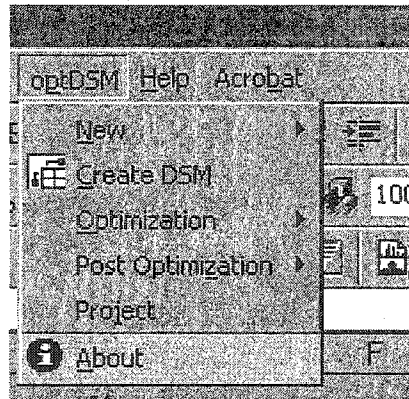 optDSM Help Acrobat
New
Create DSM
100
Optimization
Post Optimization
Project
About
F